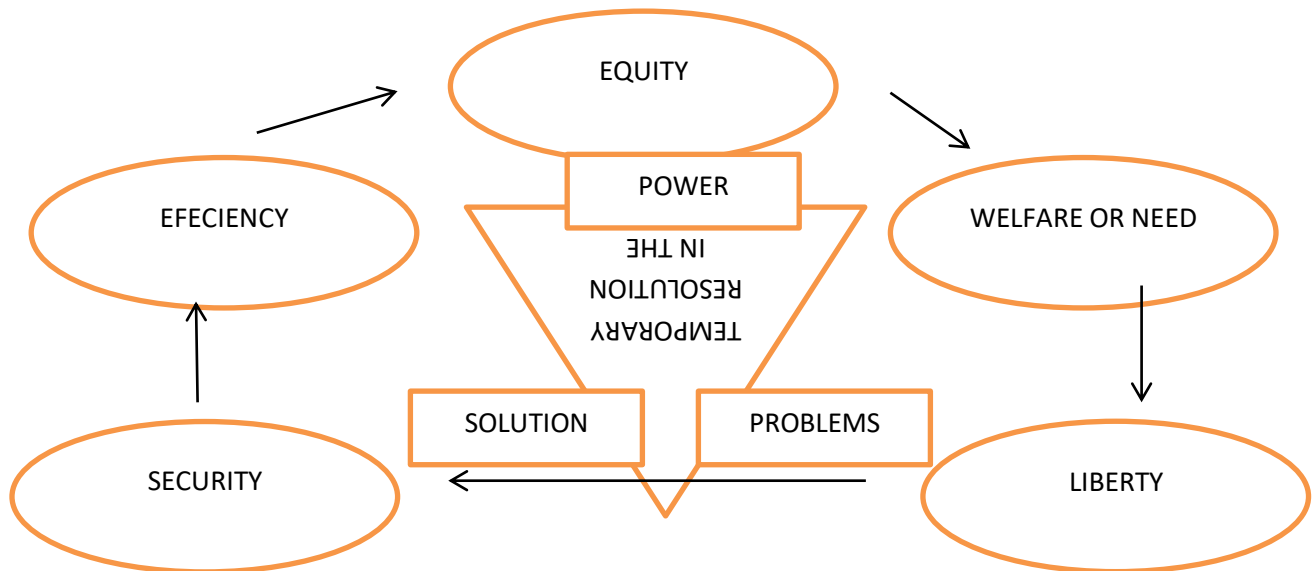 EQUITY
POWER
EFECIENCY
WELFARE OR NEED
TEMPORARY
RESOLUTION
IN THE
SOLUTION
PROBLEMS
SECURITY
LIBERTY